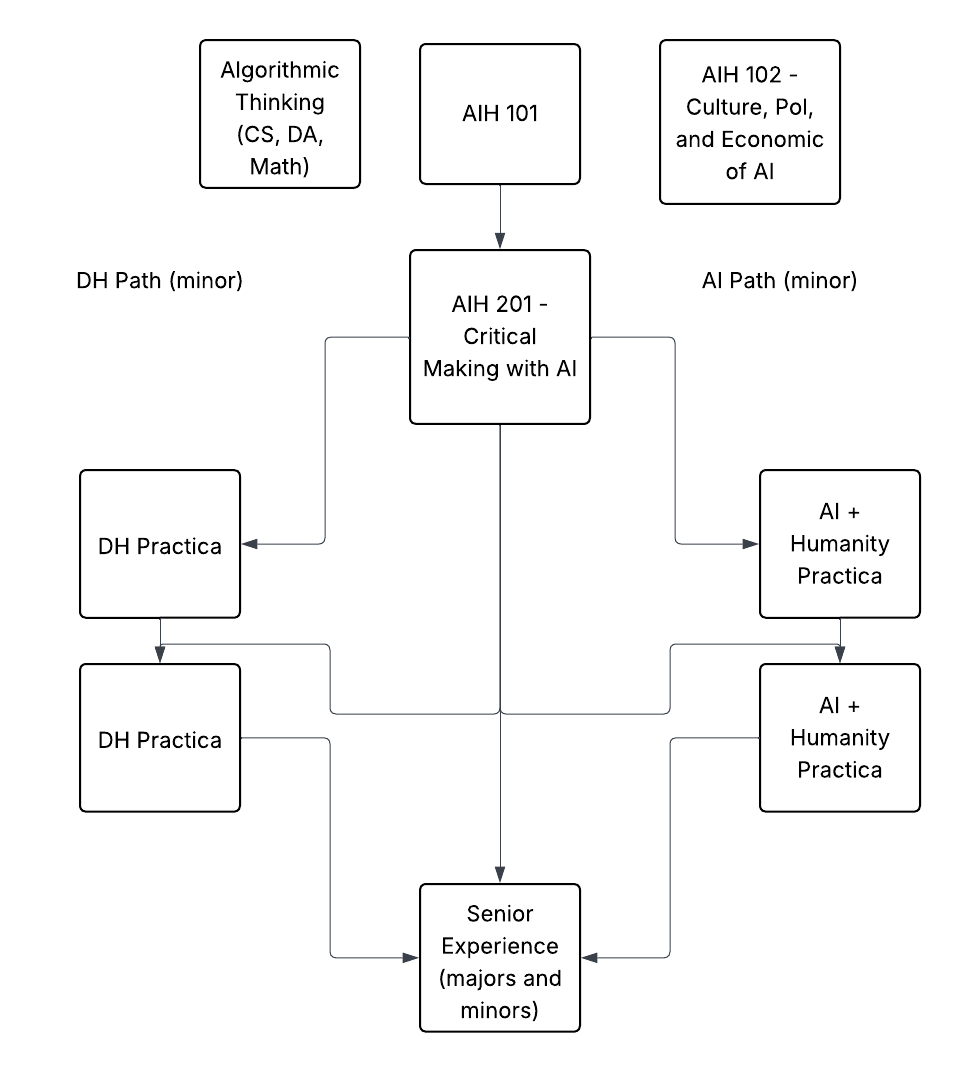 Algorithmic
Thinking
(CS, DA,
Math)
AIH 101
AIH 102 -
Culture, Pol,
and Economic
of AI
DH Path (minor)
AI Path (minor)
AIH 201 -
Critical
Making with AI
DH Practica
AI +
Humanity
Practica
DH Practica
AI +
Humanity
Practica
Senior
Experience
(majors and
minors)